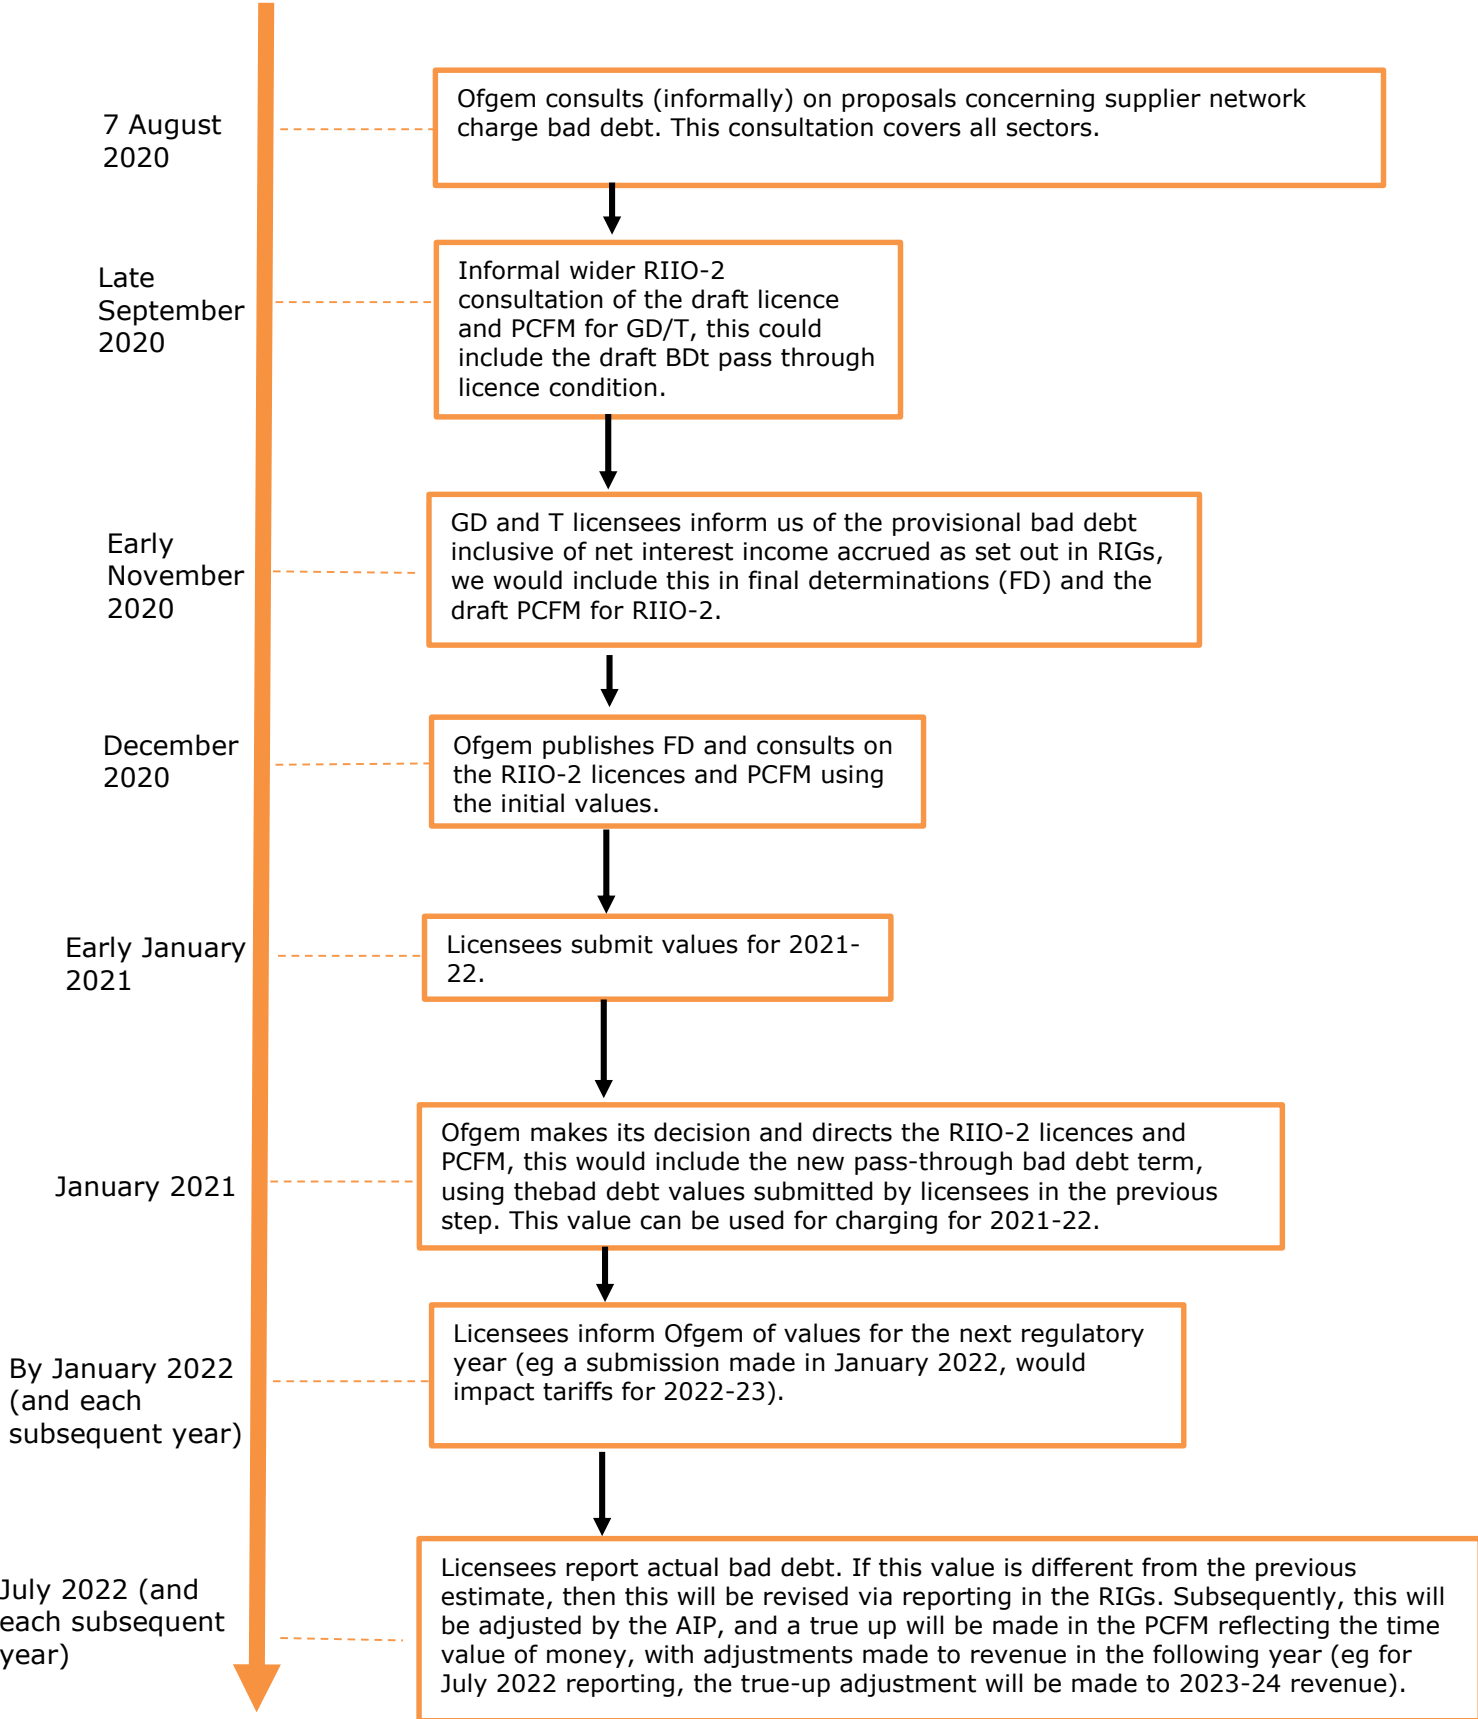 7 August
2020
Ofgem consults (informally) on proposals concerning supplier network
charge bad debt. This consultation covers all sectors.
Late
September
2020
Informal wider RIIO-2
consultation of the draft licence
and PCFM for GD/T, this could
include the draft BDt pass through
licence condition.
Early
November
2020
GD and T licensees inform us of the provisional bad debt
inclusive of net interest income accrued as set out in RIGs,
we would include this in final determinations (FD) and the
draft PCFM for RIIO-2.
December
2020
Ofgem publishes FD and consults on
the RIIO-2 licences and PCFM using
the initial values.
Early January
2021
Licensees submit values for 2021-
22.
January 2021
Ofgem makes its decision and directs the RIIO-2 licences and
PCFM, this would include the new pass-through bad debt term,
using thebad debt values submitted by licensees in the previous
step. This value can be used for charging for 2021-22.
By January 2022
(and each
subsequent year)
Licensees inform Ofgem of values for the next regulatory
year (eg a submission made in January 2022, would
impact tariffs for 2022-23).
July 2022 (and
each subsequent
year)
Licensees report actual bad debt. If this value is different from the previous
estimate, then this will be revised via reporting in the RIGs. Subsequently, this will
be adjusted by the AIP, and a true up will be made in the PCFM reflecting the time
value of money, with adjustments made to revenue in the following year (eg for
July 2022 reporting, the true-up adjustment will be made to 2023-24 revenue).